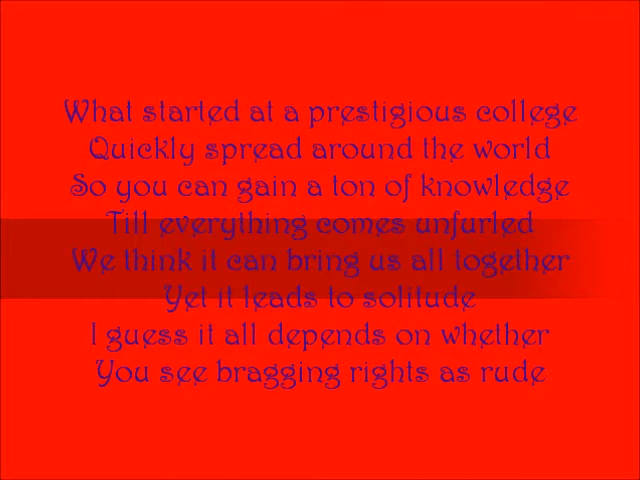 What started at a prestigious college
Quickly spread around the world
So you can gain a ton of knowledge
Till everything comes unfurled
We think it can bring us all together
Yet it leads to solitude
I guess it all depends on whether
You see bragging rights as rude